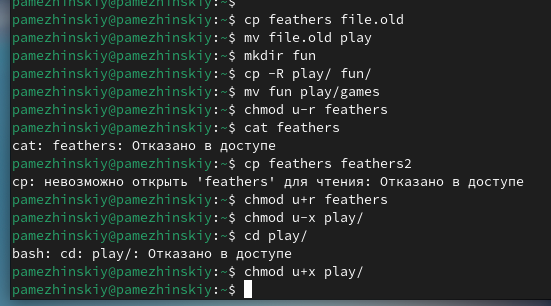 pamezhinskiy@pamezhinskiy:~$
pamezhinskiy@pamezhinskiy:~$ cp feathers file.old
pamezhinskiy@pamezhinskiy:~$ mv file.old play
pamezhinskiy@pamezhinskiy:~$ mkdir fun
pamezhinskiy@pamezhinskiy:~$ cp -R play/ fun/
pamezhinskiy@pamezhinskiy:~$ mv fun play/games
pamezhinskiy@pamezhinskiy:~$ chmod u-r feathers
pamezhinskiy@pamezhinskiy:~$ cat feathers
cat: feathers: Отказано в доступе
pamezhinskiy@pamezhinskiy:~$ cp feathers feathers2
cp: невозможно открыть 'feathers' для чтения: Отказано в доступе
pamezhinskiy@pamezhinskiy:~$ chmod u+r feathers
pamezhinskiy@pamezhinskiy:~$ chmod u-x play/
pamezhinskiy@pamezhinskiy:~$ cd play/
bash: cd: play/: Отказано в доступе
pamezhinskiy@pamezhinskiy:~$ chmod u+x play/
pamezhinskiy@pamezhinskiy:~$